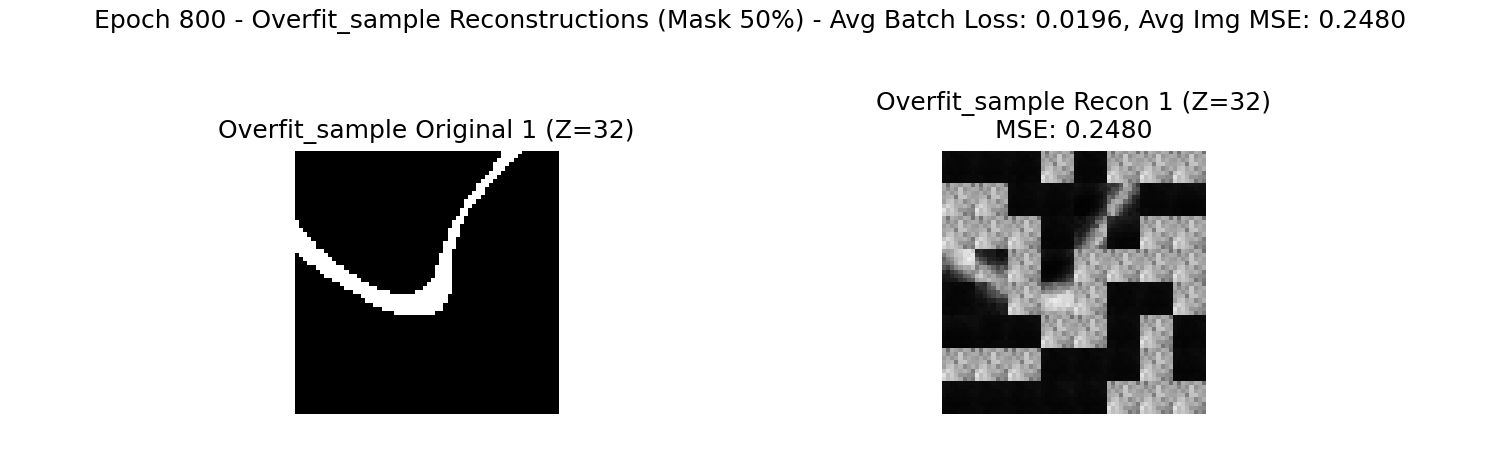 Epoch 800 - Overfit_sample Reconstructions (Mask 50%) - Avg Batch Loss: 0.0196, Avg Img MSE: 0.2480
Overfit_sample Original 1 (Z=32)
Overfit_sample Recon 1 (Z=32)
MSE: 0.2480